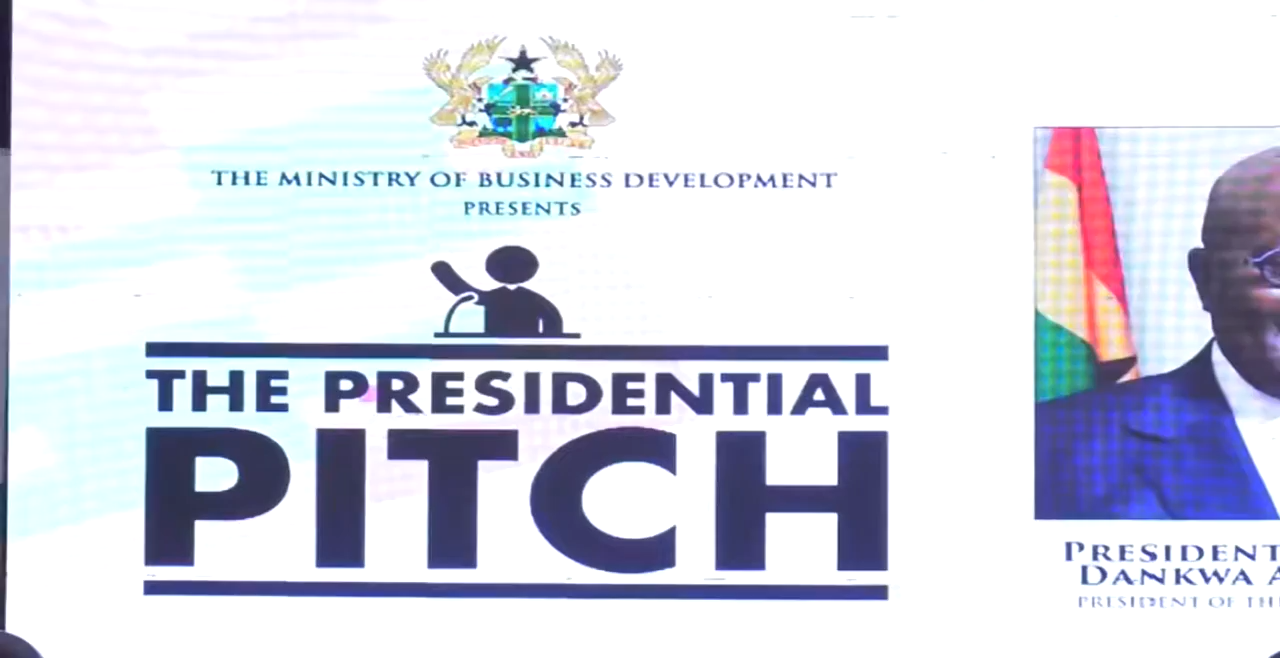 THE MINISTRY OF BUSINESS DEVELOPMENT
PRESENTS
THE PRESIDENTIAL
PITCH
PRESIDENT
DANKWA A
PRESIDENT OF THE